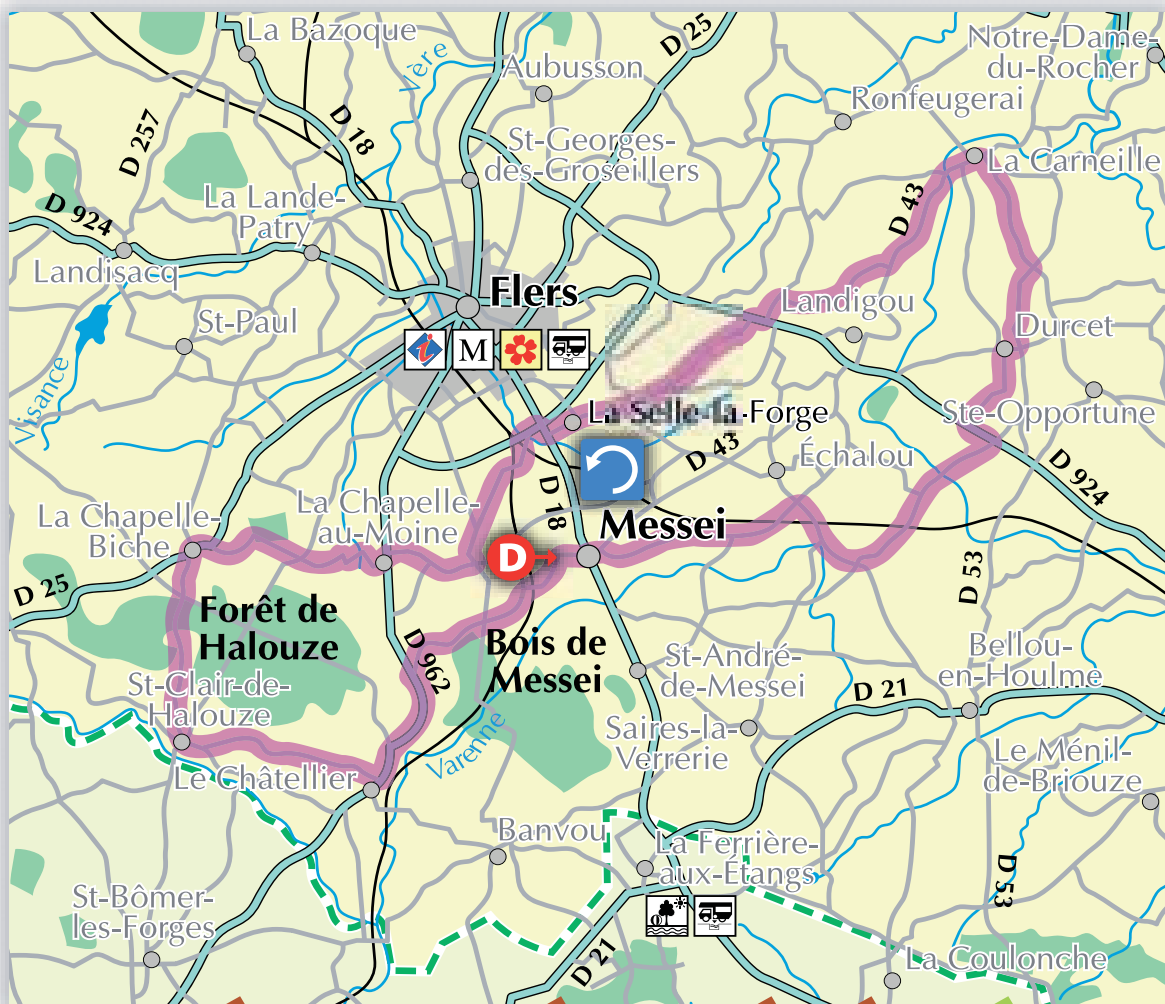 La Bazoque
Vère
D 25
Notre-Dame-
du-Rocher
Aubusson
Ronfeugerai
D 257
D 18
St-Georges-
des-Groseillers
La Carneille
La Lande-
Patry
D 43
D 924
Landisacq
Flers
Landigou
St-Paul
Durcet
i
M
Visance
La Selle-la-Forge
Ste-Opportune
D 43
Échalou
D 924
La Chapelle-
au-Moine
D 18
La Chapelle-
Biche
Messei
D
D 25
D 53
Forêt de
Halouze
D 962
Bois de
Messei
St-André-
de-Messei
Bellou-
en-Houlme
St-Clair-de-
Halouze
D 21
Saires-la-
Verrerie
Varenne
Le Ménil-
de-Briouze
Le Châtellier
Banvou
La Ferrière-
aux-Étangs
D 53
St-Bômer-
les-Forges
D 21
La Coulonche